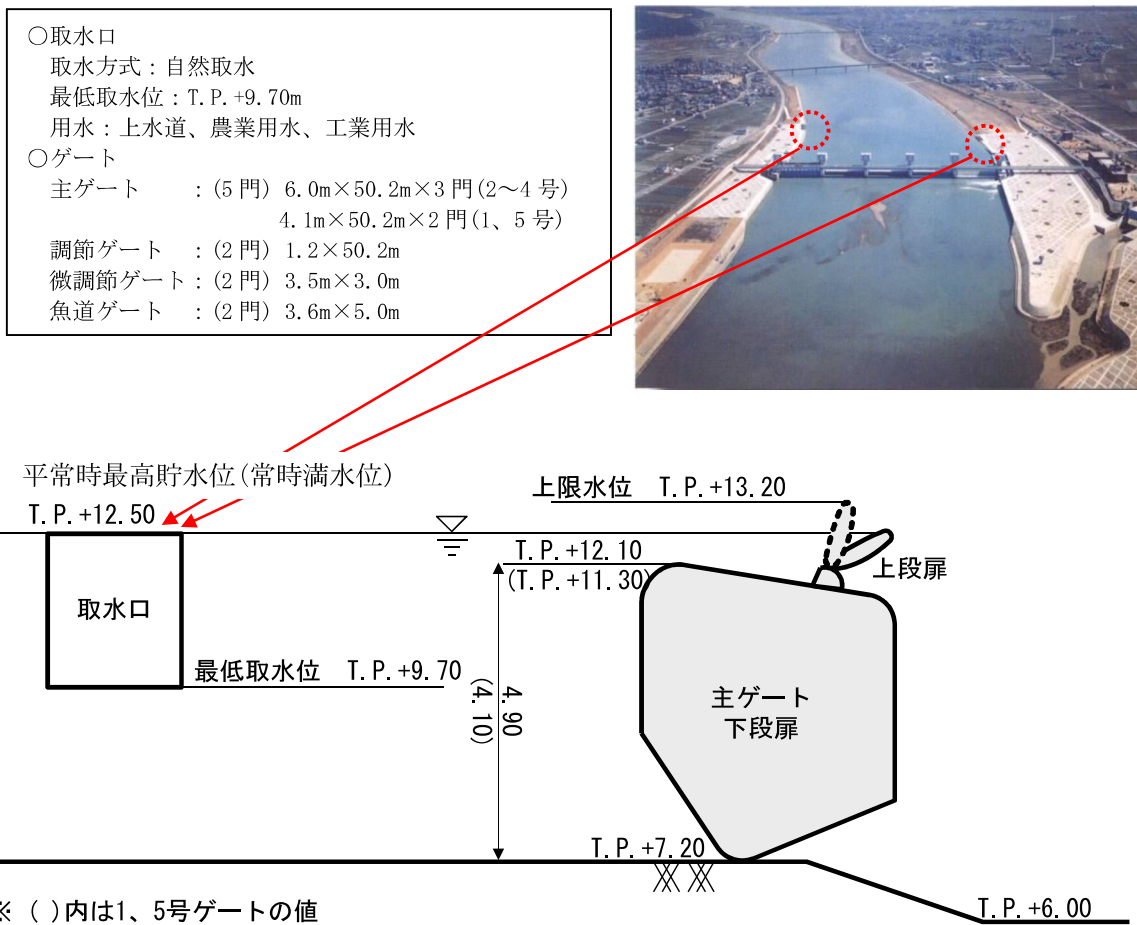 ○取水口
取水方式：自然取水
最低取水位：T.P.+9.70m
用水：上水道、農業用水、工業用水
○ゲート
主ゲート ：(5門) 6.0m×50.2m×3門(2～4号)
4.1m×50.2m×2門(1、5号)
調節ゲート ：(2門) 1.2×50.2m
微調節ゲート：(2門) 3.5m×3.0m
魚道ゲート ：(2門) 3.6m×5.0m
平常時最高貯水位(常時満水位)
T.P.+12.50
上限水位 T.P.+13.20
T.P.+12.10
(T.P.+11.30)
上段扉
取水口
最低取水位 T.P.+9.70
4.90
(4.10)
主ゲート
下段扉
T.P.+7.20
T.P.+6.00
※ ( )内は1、5号ゲートの値